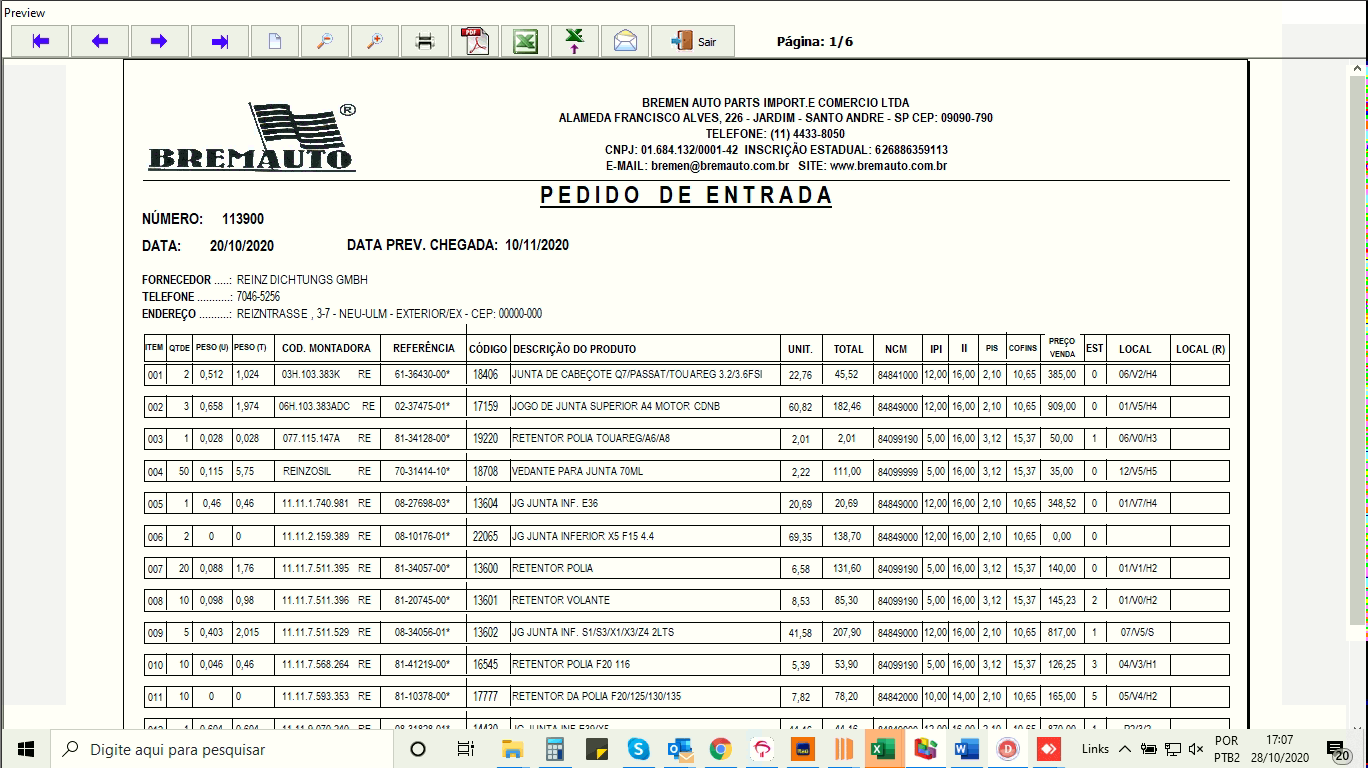 Preview
PDF
Sair
Página: 1/6
BREMAUTO ®
BREMEN AUTO PARTS IMPORT.E COMERCIO LTDA
ALAMEDA FRANCISCO ALVES, 226 - JARDIM - SANTO ANDRE - SP CEP: 09090-790
TELEFONE: (11) 4433-8050
CNPJ: 01.684.132/0001-42 INSCRIÇÃO ESTADUAL: 626886359113
E-MAIL: bremen@bremauto.com.br SITE: www.bremauto.com.br
PEDIDO DE ENTRADA
NÚMERO: 113900
DATA: 20/10/2020 DATA PREV. CHEGADA: 10/11/2020
FORNECEDOR .....: REINZ DICHTUNGS GMBH
TELEFONE ...........: 7046-5256
ENDEREÇO ..........: REIZNTRASSE , 3-7 - NEU-ULM - EXTERIOR/EX - CEP: 00000-000
ITEM QTDE PESO (U) PESO (T) COD. MONTADORA REFERÊNCIA CÓDIGO DESCRIÇÃO DO PRODUTO UNIT. TOTAL NCM IPI II PIS COFINS PREÇO VENDA EST LOCAL LOCAL (R)
001 2 0,512 1,024 03H.103.383K RE 61-36430-00* 18406 JUNTA DE CABEÇOTE Q7/PASSAT/TOUAREG 3.2/3.6FSI 22,76 45,52 84841000 12,00 16,00 2,10 10,65 385,00 0 06/V2/H4
002 3 0,658 1,974 06H.103.383ADC RE 02-37475-01* 17159 JOGO DE JUNTA SUPERIOR A4 MOTOR CDNB 60,82 182,46 84849000 12,00 16,00 2,10 10,65 909,00 0 01/V5/H4
003 1 0,028 0,028 077.115.147A RE 81-34128-00* 19220 RETENTOR POLIA TOUAREG/A6/A8 2,01 2,01 84099190 5,00 16,00 3,12 15,37 50,00 1 06/V0/H3
004 50 0,115 5,75 REINZOSIL RE 70-31414-10* 18708 VEDANTE PARA JUNTA 70ML 2,22 111,00 84099999 5,00 16,00 3,12 15,37 35,00 0 12/V5/H5
005 1 0,46 0,46 11.11.1.740.981 RE 08-27698-03* 13604 JG JUNTA INF. E36 20,69 20,69 84849000 12,00 16,00 2,10 10,65 348,52 0 01/V7/H4
006 2 0 0 11.11.2.159.389 RE 08-10176-01* 22065 JG JUNTA INFERIOR X5 F15 4.4 69,35 138,70 84849000 12,00 16,00 2,10 10,65 0,00 0
007 20 0,088 1,76 11.11.7.511.395 RE 81-34057-00* 13600 RETENTOR POLIA 6,58 131,60 84099190 5,00 16,00 3,12 15,37 140,00 0 01/V1/H2
008 10 0,098 0,98 11.11.7.511.396 RE 81-20745-00* 13601 RETENTOR VOLANTE 8,53 85,30 84099190 5,00 16,00 3,12 15,37 145,23 2 01/V0/H2
009 5 0,403 2,015 11.11.7.511.529 RE 08-34056-01* 13602 JG JUNTA INF. S1/S3/X1/X3/Z4 2LTS 41,58 207,90 84849000 12,00 16,00 2,10 10,65 817,00 1 07/V5/S
010 10 0,046 0,46 11.11.7.568.264 RE 81-41219-00* 16545 RETENTOR POLIA F20 116 5,39 53,90 84099190 5,00 16,00 3,12 15,37 126,25 3 04/V3/H1
011 10 0 0 11.11.7.593.353 RE 81-10378-00* 17777 RETENTOR DA POLIA F20/125/130/135 7,82 78,20 84842000 10,00 14,00 2,10 10,65 165,00 5 05/V4/H2
Digite aqui para pesquisar
Links
POR
PTB2
17:07
28/10/2020
20